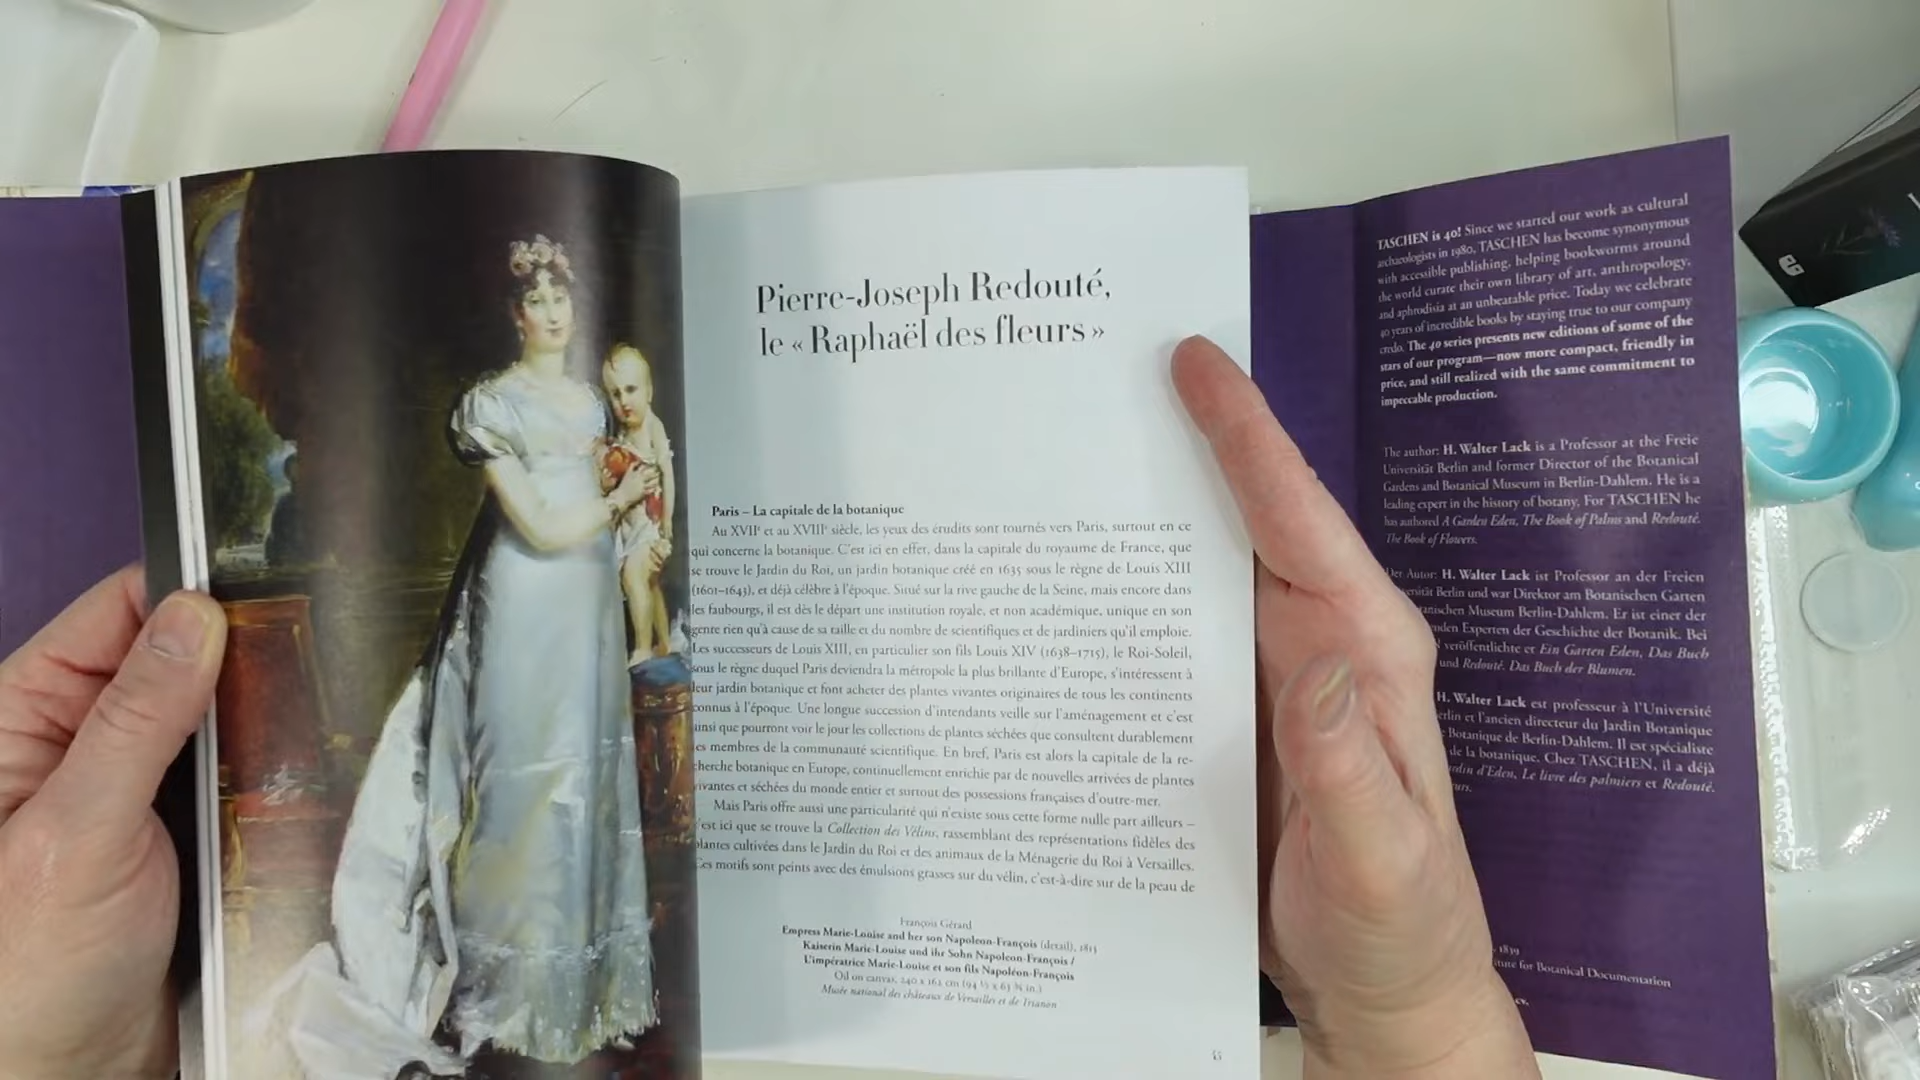 Pierre-Joseph Redouté,
le « Raphaël des fleurs »
Paris – La capitale de la botanique
Au XVIIe et au XVIIIe siècle, les yeux des érudits sont tournés vers Paris, surtout en ce
qui concerne la botanique. C'est ici en effet, dans la capitale du royaume de France, que
se trouve le Jardin du Roi, un jardin botanique créé en 1635 sous le règne de Louis XIII
(1601–1643), et déjà célèbre à l'époque. Situé sur la rive gauche de la Seine, mais encore dans
les faubourgs, il est dès le départ une institution royale, et non académique, unique en son
genre rien qu'à cause de sa taille et du nombre de scientifiques et de jardiniers qu'il emploie.
Les successeurs de Louis XIII, en particulier son fils Louis XIV (1638–1715), le Roi-Soleil,
sous le règne duquel Paris deviendra la métropole la plus brillante d'Europe, s'intéressent à
leur jardin botanique et font acheter des plantes vivantes originaires de tous les continents
connus à l'époque. Une longue succession d'intendants veille sur l'aménagement et c'est
ainsi que pourront voir le jour les collections de plantes séchées que consultent durablement
es membres de la communauté scientifique. En bref, Paris est alors la capitale de la re-
cherche botanique en Europe, continuellement enrichie par de nouvelles arrivées de plantes
vivantes et séchées du monde entier et surtout des possessions françaises d'outre-mer.
Mais Paris offre aussi une particularité qui n'existe sous cette forme nulle part ailleurs –
c'est ici que se trouve la Collection des Vélins, rassemblant des représentations fidèles des
plantes cultivées dans le Jardin du Roi et des animaux de la Ménagerie du Roi à Versailles.
Ces motifs sont peints avec des émulsions grasses sur du vélin, c'est-à-dire sur de la peau de
François Gérard
Empress Marie-Louise and her son Napoleon-François (detail), 1813
Kaiserin Marie-Louise und ihr Sohn Napoleon-François /
L'impératrice Marie-Louise et son fils Napoléon-François
Oil on canvas, 240 x 162 cm (94 ½ x 63 ¾ in.)
Musée national des châteaux de Versailles et de Trianon
TASCHEN is 40! Since we started our work as cultural
archaeologists in 1980, TASCHEN has become synonymous
with accessible publishing, helping bookworms around
the world curate their own library of art, anthropology,
and aphrodisia at an unbeatable price. Today we celebrate
40 years of incredible books by staying true to our company
credo. The 40 series presents new editions of some of the
stars of our program—now more compact, friendly in
price, and still realized with the same commitment to
impeccable production.
The author: H. Walter Lack is a Professor at the Freie
Universität Berlin and former Director of the Botanical
Gardens and Botanical Museum in Berlin-Dahlem. He is a
leading expert in the history of botany. For TASCHEN he
has authored A Garden Eden, The Book of Palms and Redouté.
The Book of Flowers.
Der Autor: H. Walter Lack ist Professor an der Freien
Berlin und war Direktor am Botanischen Garten
Museum Berlin-Dahlem. Er ist einer der
Experten der Geschichte der Botanik. Bei
veröffentlichte er Ein Garten Eden, Das Buch
und Redouté. Das Buch der Blumen.
H. Walter Lack est professeur à l'Université
et l'ancien directeur du Jardin Botanique
Botanique de Berlin-Dahlem. Il est spécialiste
de la botanique. Chez TASCHEN, il a déjà
d'Eden, Le livre des palmiers et Redouté.
1839
for Botanical Documentation